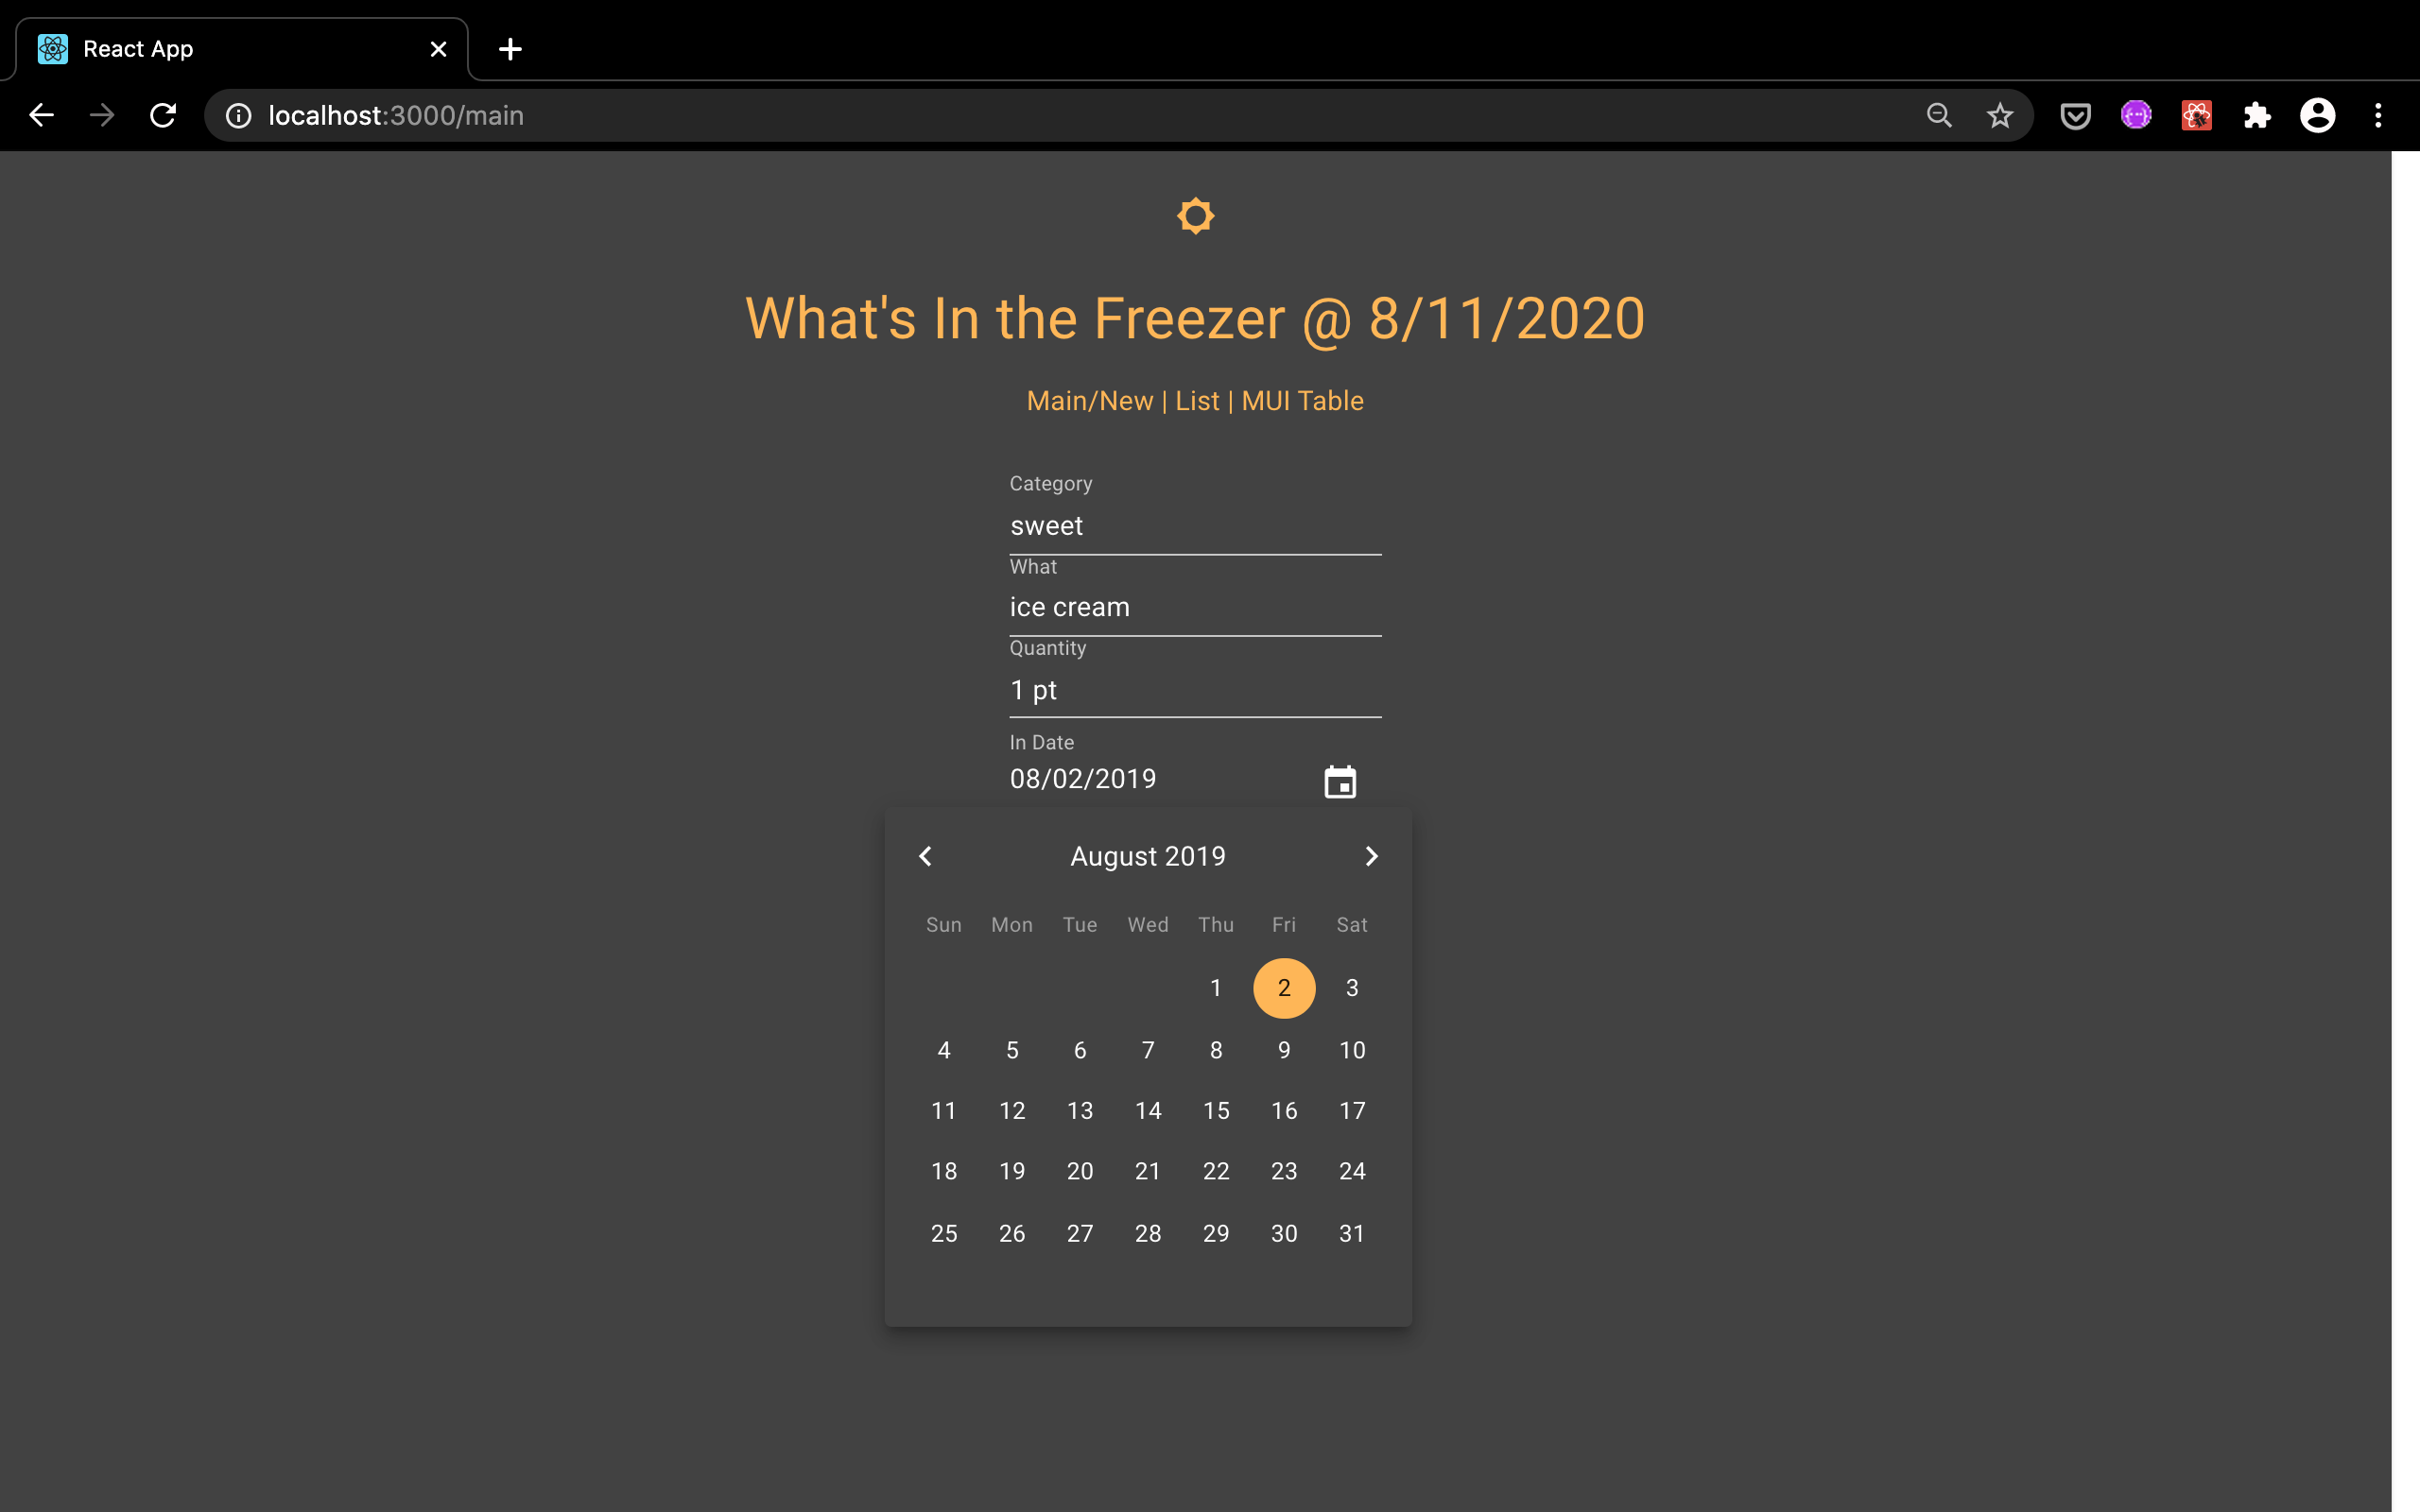 React App
localhost:3000/main
What's In the Freezer @ 8/11/2020
Main/New | List | MUI Table
Category
sweet
What
ice cream
Quantity
1 pt
In Date
08/02/2019
August 2019
Sun Mon Tue Wed Thu Fri Sat
1 2 3
4 5 6 7 8 9 10
11 12 13 14 15 16 17
18 19 20 21 22 23 24
25 26 27 28 29 30 31